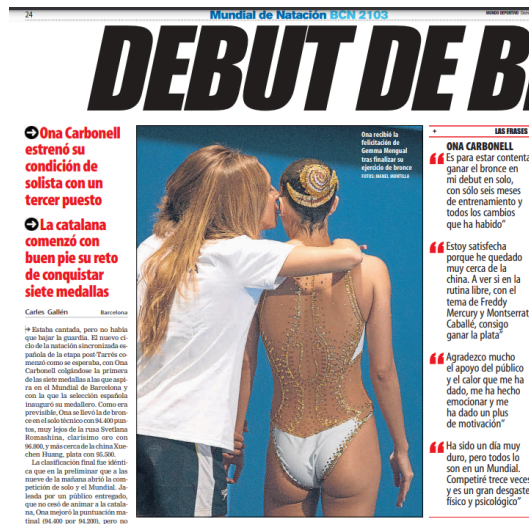 24
Mundial de Natación BCN 2103
MUNDO DEPORTIVO
DEBUT DE B
Ona Carbonell
estrenó su
condición de
solista con un
tercer puesto
La catalana
comenzó con
buen pie su reto
de conquistar
siete medallas
Carles Gallén Barcelona
Estaba cantada, pero no había
que bajar la guardia. El nuevo ci-
clo de la natación sincronizada es-
pañola de la etapa post-Tarrés co-
menzó como se esperaba, con Ona
Carbonell colgándose la primera
de las siete medallas a las que aspi-
ra en el Mundial de Barcelona y
con la que la selección española
inauguró su medallero. Como era
previsible, Ona se llevó la de bron-
ce en el solo técnico con 94.400 pun-
tos, muy lejos de la rusa Svetlana
Romashina, clarísimo oro con
96.800, y más cerca de la china Xue-
chen Huang, plata con 95.500.
La clasificación final fue idénti-
ca que en la preliminar que a las
nueve de la mañana abrió la com-
petición de solo y el Mundial. Ja-
leada por un público entregado,
que no cesó de animar a la catala-
na, Ona mejoró la puntuación ma-
tinal (94.400 por 94.200), pero no
Ona recibió la
felicitación de
Gemma Mengual
tras finalizar su
ejercicio de bronce
FOTOS: MANEL MONTILLA
LAS FRASES
ONA CARBONELL
Es para estar contenta
ganar el bronce en
mi debut en solo,
con sólo seis meses
de entrenamiento y
todos los cambios
que ha habido”
Estoy satisfecha
porque he quedado
muy cerca de la
china. A ver si en la
rutina libre, con el
tema de Freddy
Mercury y Montserrat
Caballé, consigo
ganar la plata”
Agradezco mucho
el apoyo del público
y el calor que me ha
dado, me ha hecho
emocionar y me
ha dado un plus
de motivación”
Ha sido un día muy
duro, pero todos lo
son en un Mundial.
Competiré trece veces
y es un gran desgaste
físico y psicológico”